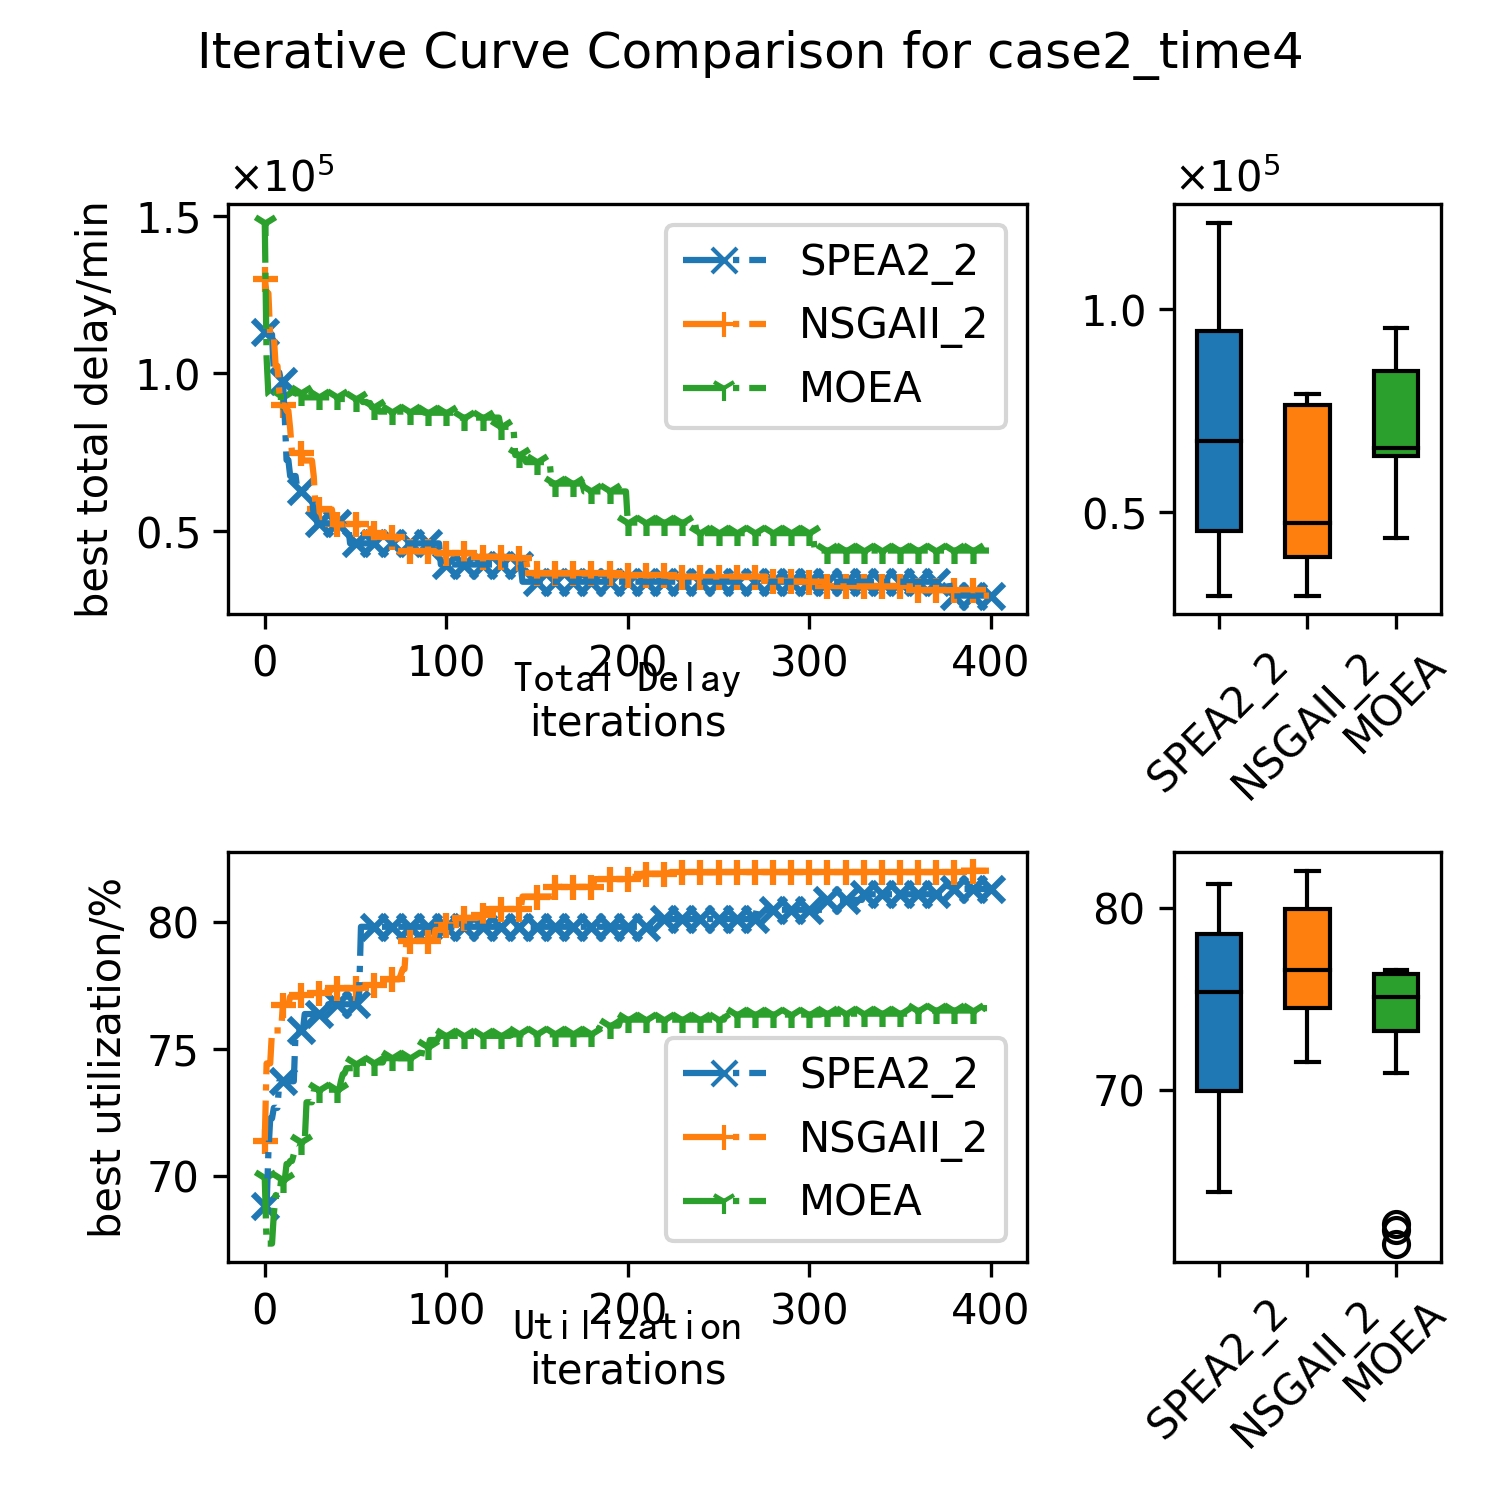 Iterative Curve Comparison for case2_time4
×10⁵
best total delay/min
1.5
1.0
0.5
SPEA2_2
NSGAII_2
MOEA
0 100 200 300 400
Total Delay
iterations
×10⁵
1.0
0.5
SPEA2_2
NSGAII_2
MOEA
best utilization/%
80
75
70
SPEA2_2
NSGAII_2
MOEA
0 100 200 300 400
Utilization
iterations
80
70
SPEA2_2
NSGAII_2
MOEA